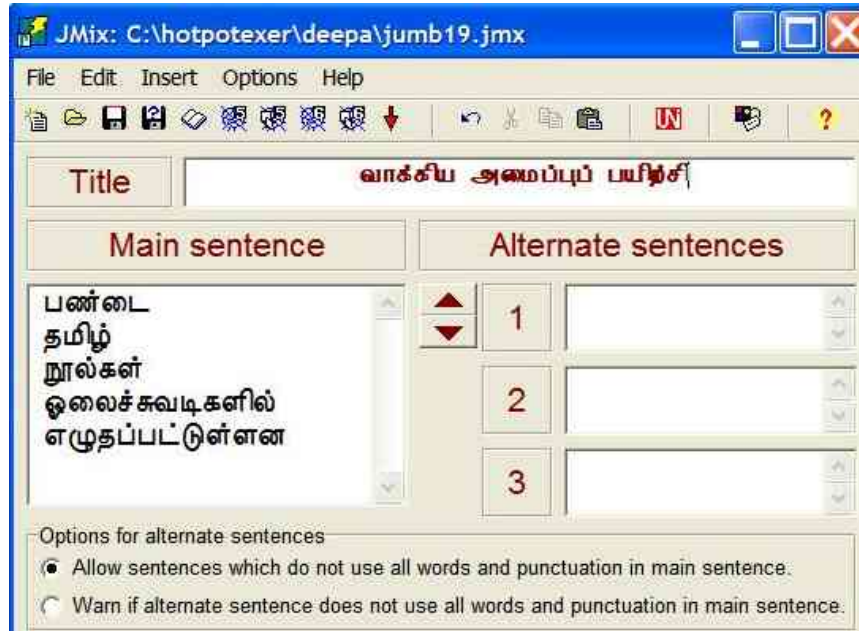 JMix: C:\hotpotexer\deepa\jumb19.jmx
File Edit Insert Options Help
UN ?
Title
வாக்கிய அமைப்புப் பயிற்சி
Main sentence
Alternate sentences
பண்டை
தமிழ்
நூல்கள்
ஓலைச்சுவடிகளில்
எழுதப்பட்டுள்ளன
1
2
3
Options for alternate sentences
Allow sentences which do not use all words and punctuation in main sentence.
Warn if alternate sentence does not use all words and punctuation in main sentence.